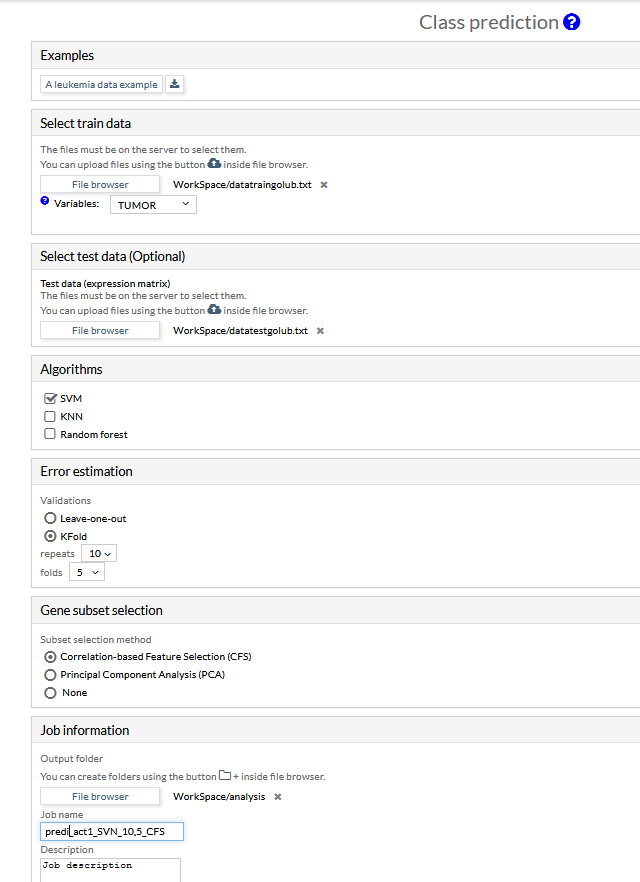 Class prediction ?
Examples
A leukemia data example
Select train data
The files must be on the server to select them.
You can upload files using the button inside file browser.
File browser WorkSpace/datatraingolub.txt ×
? Variables: TUMOR
Select test data (Optional)
Test data (expression matrix)
The files must be on the server to select them.
You can upload files using the button inside file browser.
File browser WorkSpace/datatestgolub.txt ×
Algorithms
SVM
KNN
Random forest
Error estimation
Validations
Leave-one-out
KFold
repeats 10
folds 5
Gene subset selection
Subset selection method
Correlation-based Feature Selection (CFS)
Principal Component Analysis (PCA)
None
Job information
Output folder
You can create folders using the button + inside file browser.
File browser WorkSpace/analysis ×
Job name
predi_act1_SVN_10,5_CFS
Description
Job description